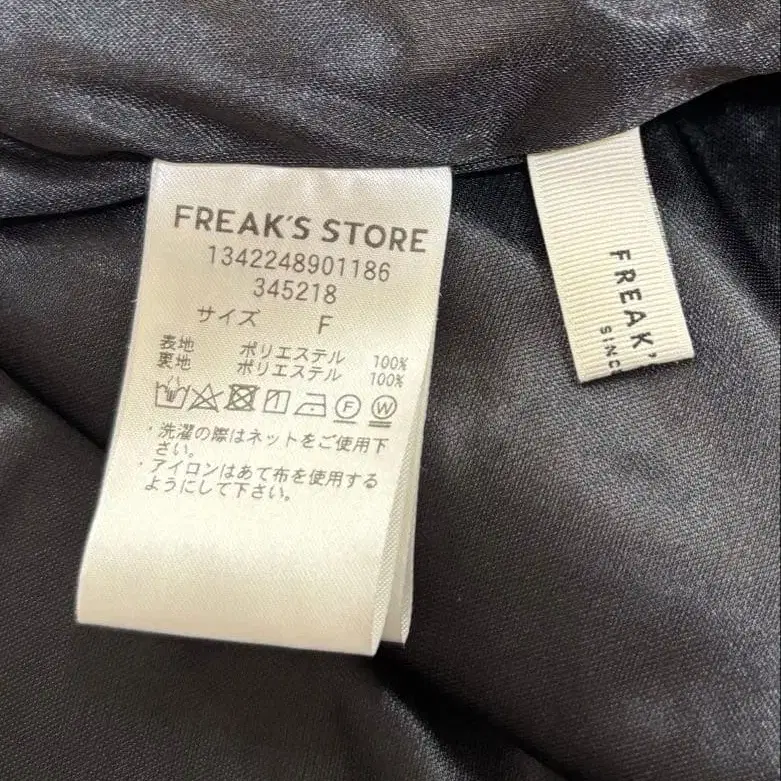 FREAK'S STORE
1342248901186
345218
サイズ F
表地 ポリエステル 100%
裏地 ポリエステル 100%
F W
・洗濯の際はネットをご使用下
さい。
・アイロンはあて布を使用する
ようにして下さい。
FREAK'
SINC